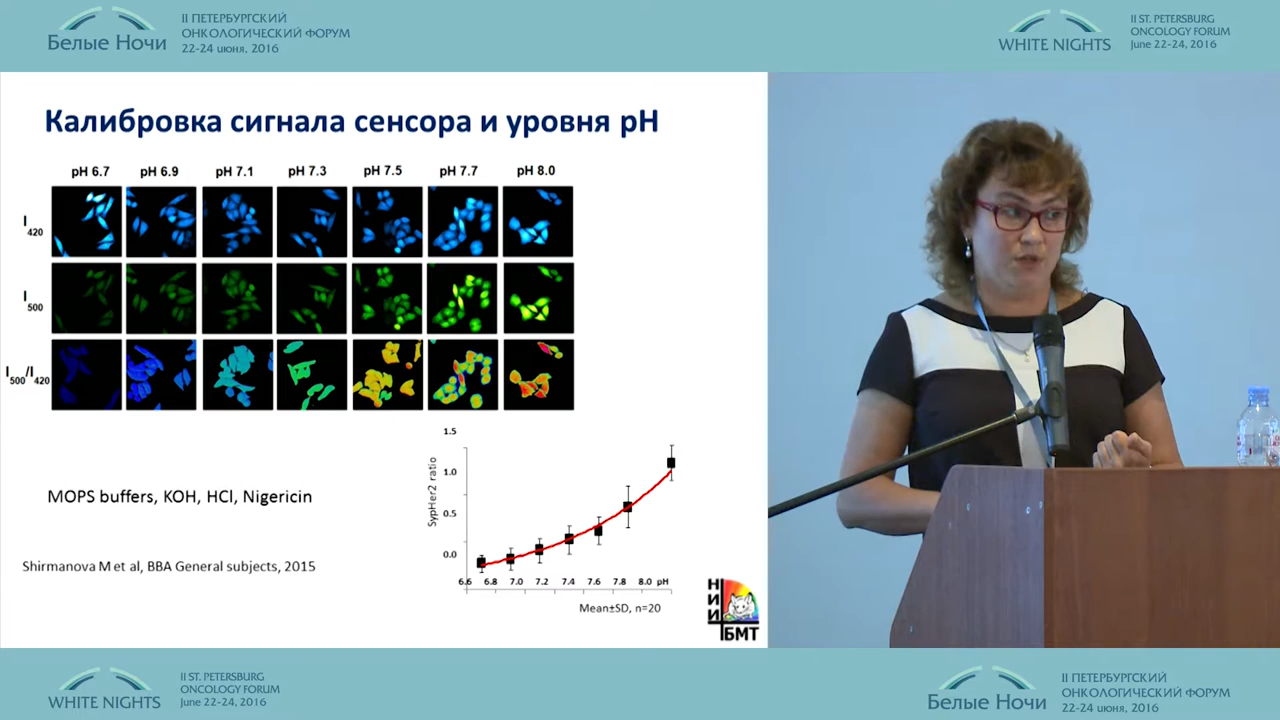 Белые Ночи
II ПЕТЕРБУРГСКИЙ
ОНКОЛОГИЧЕСКИЙ ФОРУМ
22-24 июня, 2016
WHITE NIGHTS
II ST. PETERSBURG
ONCOLOGY FORUM
June 22-24, 2016
Калибровка сигнала сенсора и уровня pH
pH 6.7 pH 6.9 pH 7.1 pH 7.3 pH 7.5 pH 7.7 pH 8.0
I420
I500
I500/I420
MOPS buffers, KOH, HCl, Nigericin
Shirmanova M et al, BBA General subjects, 2015
SypHer2 ratio
1.5
1.0
0.5
0.0
6.6 6.8 7.0 7.2 7.4 7.6 7.8 8.0 pH
Mean±SD, n=20
НИИ
БМТ
WHITE NIGHTS
II ST. PETERSBURG
ONCOLOGY FORUM
June 22-24, 2016
Белые Ночи
II ПЕТЕРБУРГСКИЙ
ОНКОЛОГИЧЕСКИЙ ФОРУМ
22-24 июня, 2016